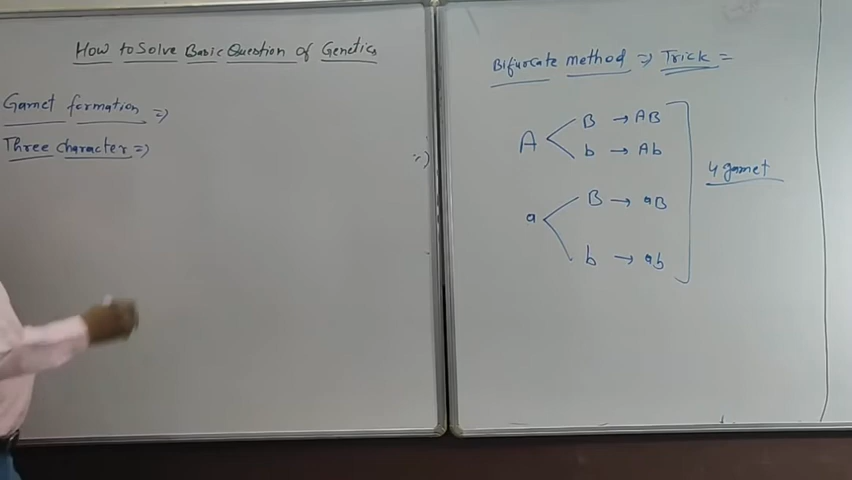 How to Solve Basic Question of Genetics
Gamet formation =>
Three character =>
Bifurcate method => Trick =
A B → AB
b → Ab
a B → aB
b → ab
4 gamet